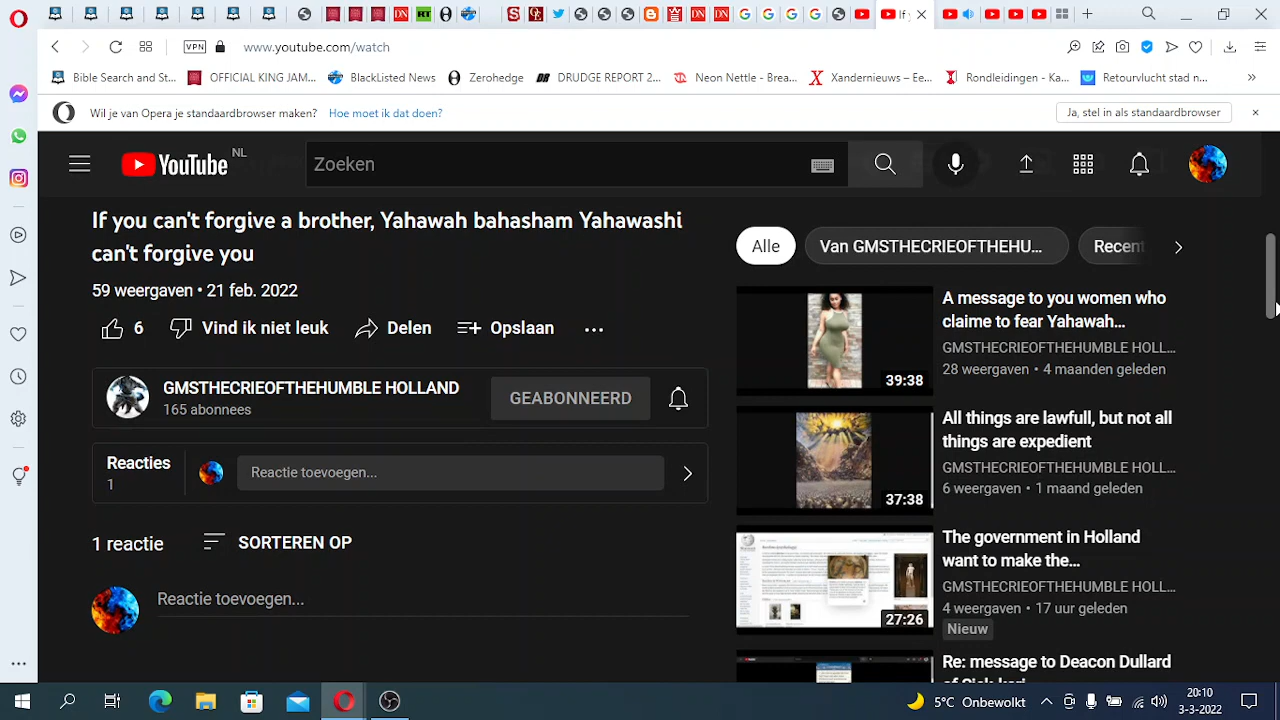 If
VPN
www.youtube.com/watch
Bible Search and St...
OFFICIAL KING JAM...
BlackListed News
Zerohedge
DRUDGE REPORT 2...
Neon Nettle - Brea...
Xandernieuws – Ee...
Rondleidingen - Ka...
Retourvlucht stad n...
Wil je van Opera je standaardbrowser maken? Hoe moet ik dat doen?
Ja, stel in als standaardbrowser
YouTube NL
Zoeken
If you can't forgive a brother, Yahawah bahasham Yahawashi
can't forgive you
59 weergaven • 21 feb. 2022
6 Vind ik niet leuk Delen Opslaan
GMSTHECRIEOFTHEHUMBLE HOLLAND
165 abonnees
GEABONNEERD
Reacties
1
Reactie toevoegen...
1 reactie SORTEREN OP
Alle
Van GMSTHECRIEOFTHEHU...
Recent
39:38
A message to you women who
claime to fear Yahawah...
GMSTHECRIEOFTHEHUMBLE HOLL...
28 weergaven • 4 maanden geleden
37:38
All things are lawfull, but not all
things are expedient
GMSTHECRIEOFTHEHUMBLE HOLL...
6 weergaven • 1 maand geleden
27:26
The government in Holland
want to make the...
GMSTHECRIEOFTHEHUMBLE HOLL...
4 weergaven • 17 uur geleden
Nieuw
Re: message to Deacon Dullard
5°C Onbewolkt
20:10
3-3-2022